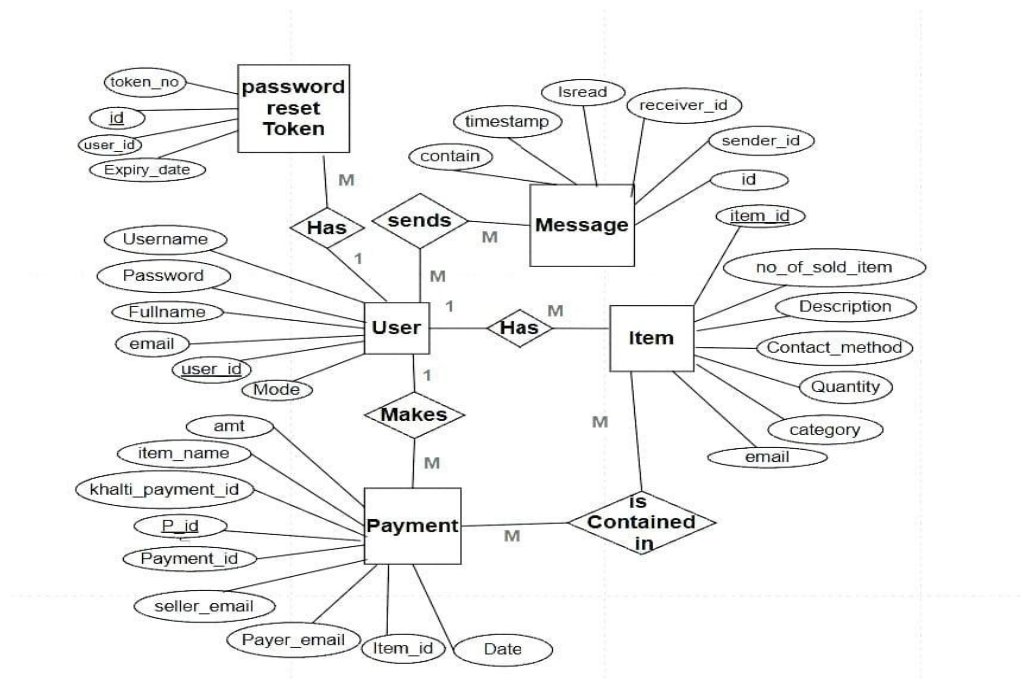 token_no
id
user_id
Expiry_date
password
reset
Token
M
Has
1
Isread
receiver_id
timestamp
sender_id
contain
id
item_id
Message
sends
M
M
Username
Password
Fullname
email
user_id
Mode
User
1
Has
M
Item
no_of_sold_item
Description
Contact_method
Quantity
category
email
1
Makes
M
M
is
Contained
in
M
amt
item_name
khalti_payment_id
P_id
Payment_id
seller_email
Payer_email
Item_id
Date
Payment